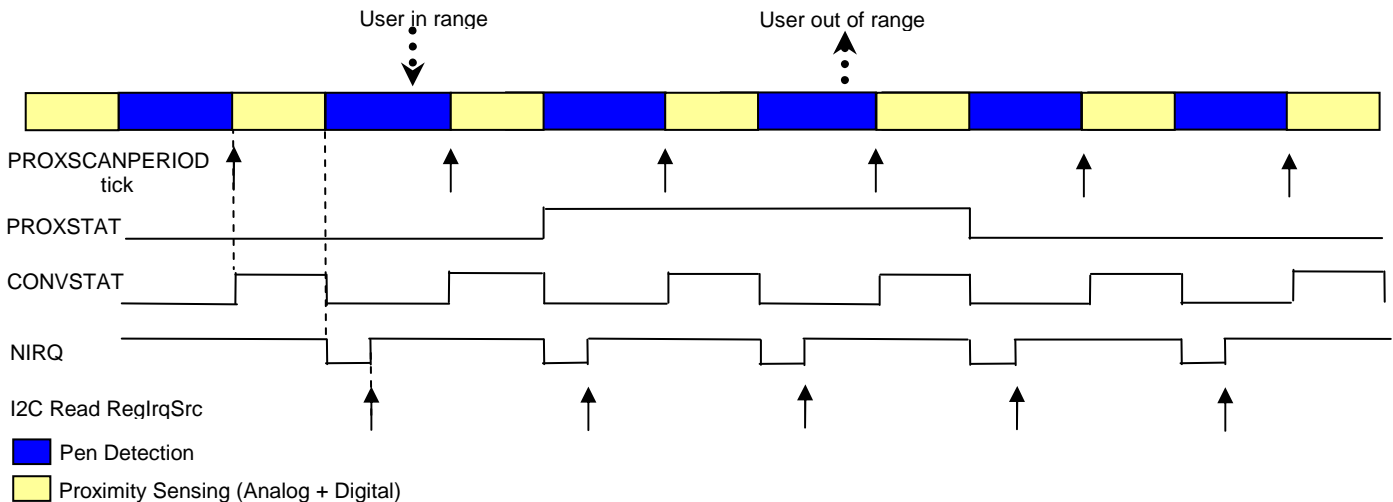 User in range
User out of range
PROXSCANPERIOD
tick
PROXSTAT
CONVSTAT
NIRQ
I2C Read RegIrqSrc
Pen Detection
Proximity Sensing (Analog + Digital)